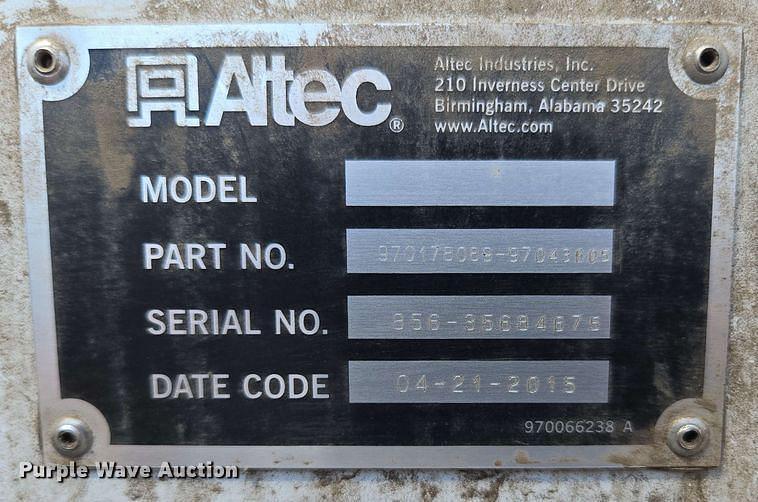 Altec®
Altec Industries, Inc.
210 Inverness Center Drive
Birmingham, Alabama 35242
www.Altec.com
MODEL
PART NO.
SERIAL NO.
DATE CODE 04-21-2015
970066238 A
Purple Wave Auction